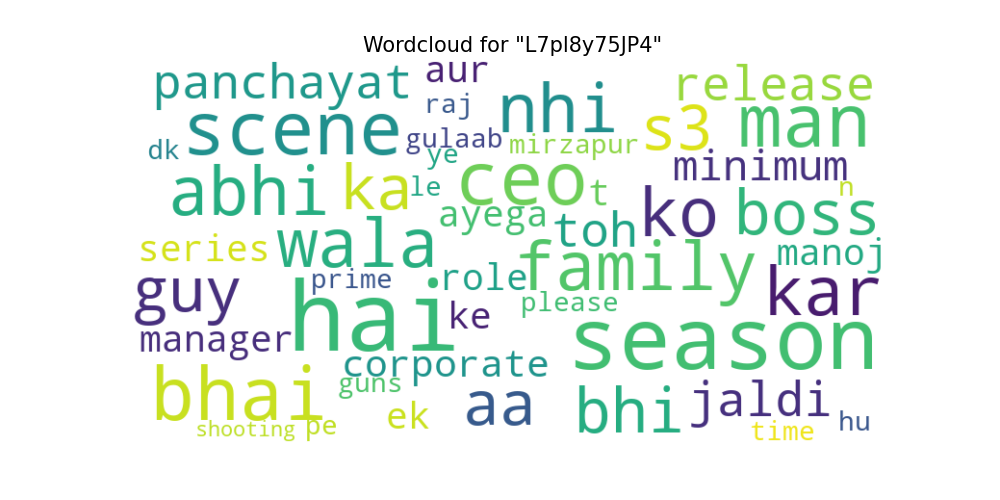 Wordcloud for "L7pl8y75JP4"
panchayat aur release
raj nhi s3 man
scene gulaab mirzapur
dk ye minimum
abhi ka le ceo t n
ayega toh ko boss
series wala manoj
guy prime role family kar
hai ke please
manager season
corporate
bhai guns aa bhi jaldi
ek hu
shooting pe time